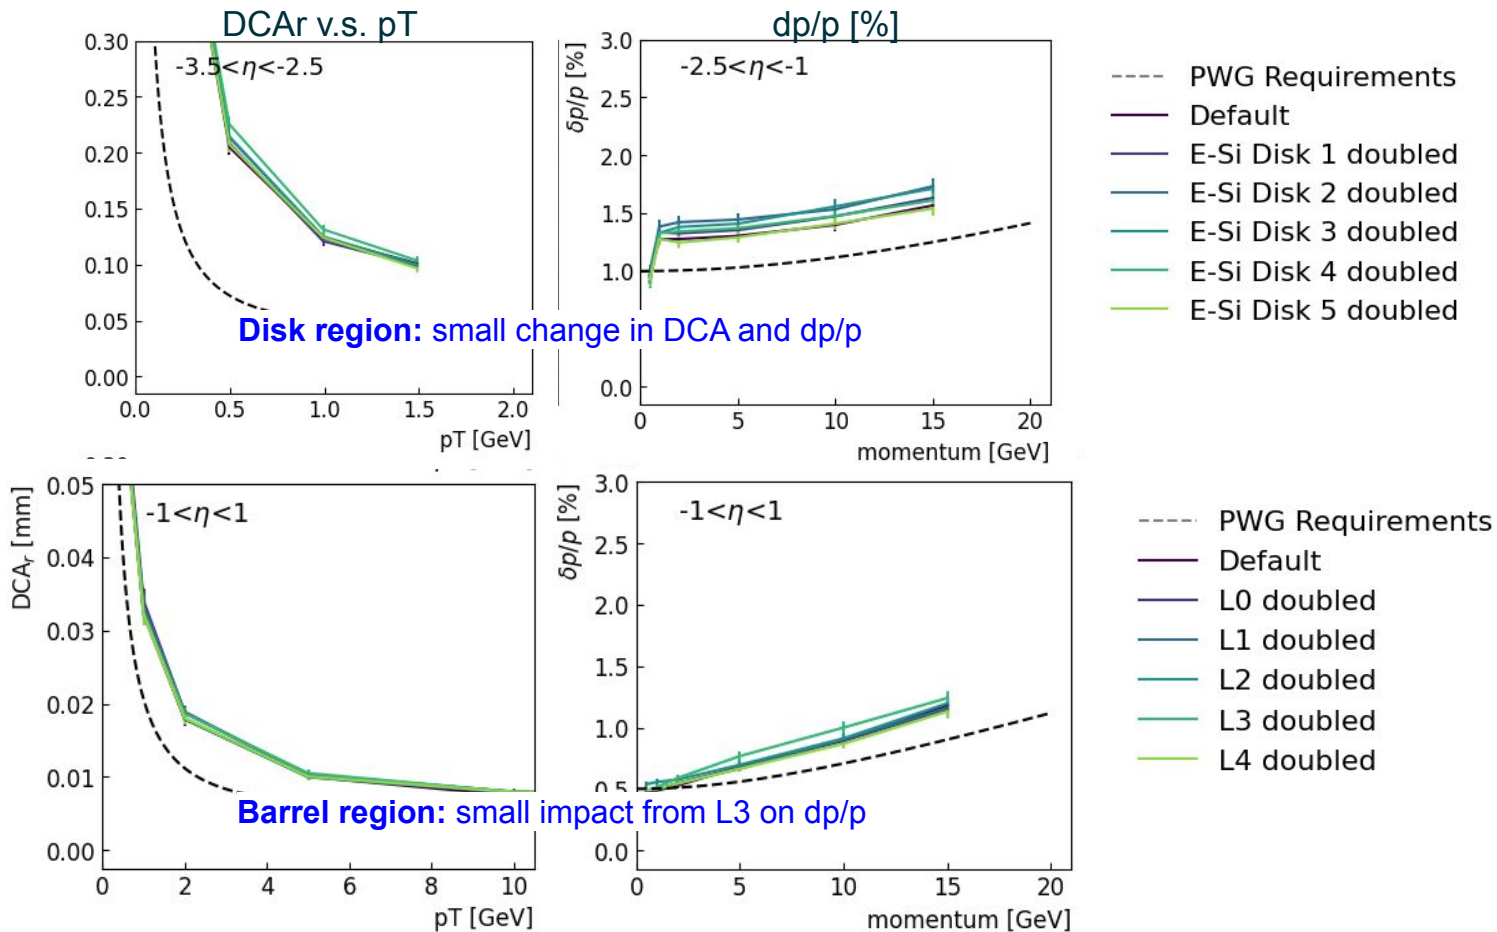 DCAr v.s. pT
dp/p [%]
0.30
0.25
0.20
0.15
0.10
0.05
0.00
-3.5<η<-2.5
0.0 0.5 1.0 1.5 2.0
pT [GeV]
3.0
2.5
2.0
1.5
1.0
0.0
δp/p [%]
-2.5<η<-1
0 5 10 15 20
momentum [GeV]
PWG Requirements
Default
E-Si Disk 1 doubled
E-Si Disk 2 doubled
E-Si Disk 3 doubled
E-Si Disk 4 doubled
E-Si Disk 5 doubled
Disk region: small change in DCA and dp/p
DCAr [mm]
0.05
0.04
0.03
0.02
0.01
0.00
-1<η<1
0 2 4 6 8 10
pT [GeV]
δp/p [%]
3.0
2.5
2.0
1.5
1.0
0.5
0.0
-1<η<1
0 5 10 15 20
momentum [GeV]
PWG Requirements
Default
L0 doubled
L1 doubled
L2 doubled
L3 doubled
L4 doubled
Barrel region: small impact from L3 on dp/p